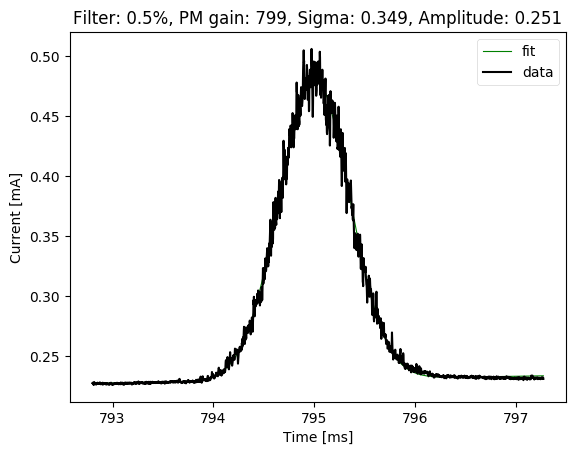 Filter: 0.5%, PM gain: 799, Sigma: 0.349, Amplitude: 0.251
fit
data
0.50
0.45
0.40
0.35
0.30
0.25
Current [mA]
793
794
795
796
797
Time [ms]